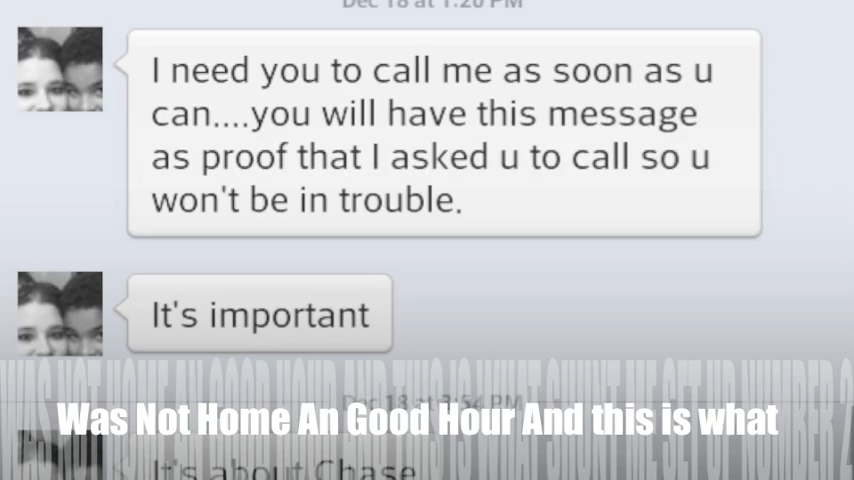 Dec 18 at 1:20 PM
I need you to call me as soon as u
can....you will have this message
as proof that I asked u to call so u
won't be in trouble.
It's important
Dec 18 at 2:54 PM
Was Not Home An Good Hour And this is what
It's about Chase